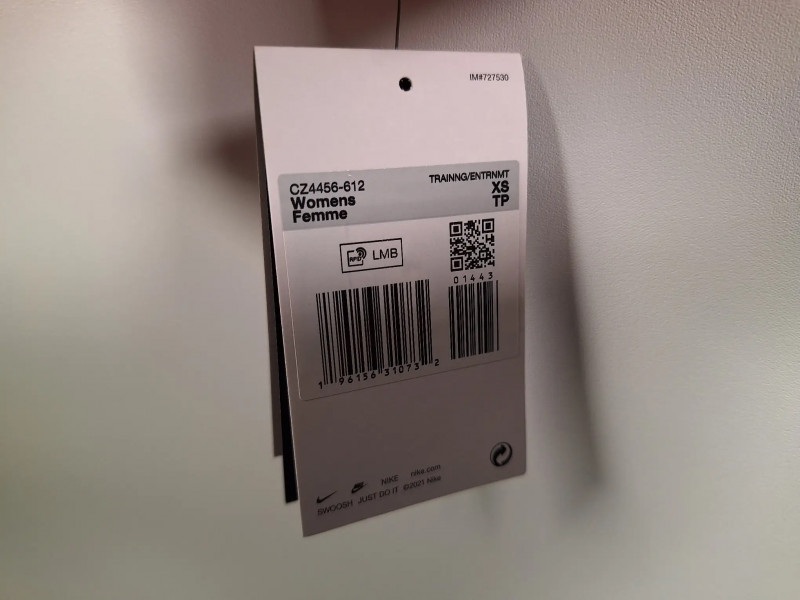 IM#727530
CZ4456-612
TRAINNG/ENTRNMT
Womens
XS
Femme
TP
RFID LMB
01443
1 96156 31073 2
NIKE nike.com
SWOOSH JUST DO IT ©2021 Nike